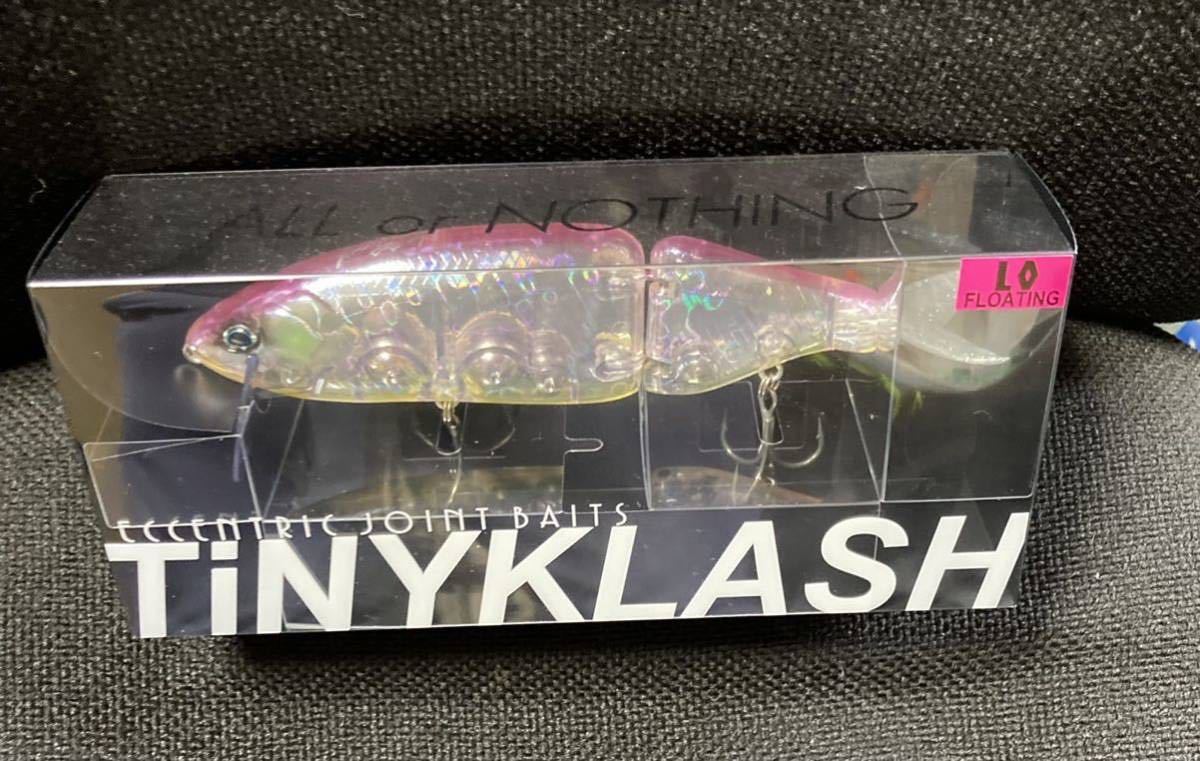 ALL OR NOTHING
LO
FLOATING
ECCENTRIC JOINT BAITS
TiNYKLASH